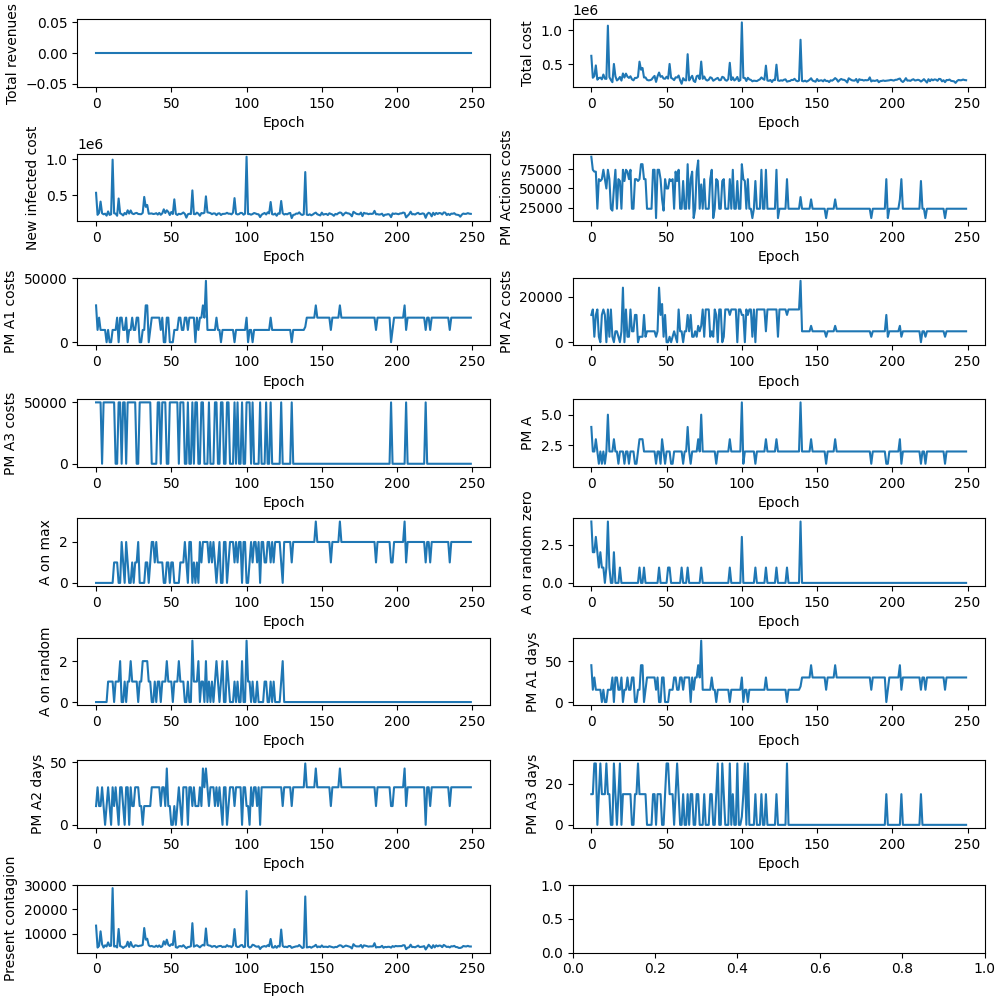 Total revenues
0.05
0.00
−0.05
0 50 100 150 200 250
Epoch
1e6
Total cost
1.0
0.5
0 50 100 150 200 250
Epoch
1e6
New infected cost
1.0
0.5
0 50 100 150 200 250
Epoch
PM Actions costs
75000
50000
25000
0 50 100 150 200 250
Epoch
PM A1 costs
50000
0
0 50 100 150 200 250
Epoch
PM A2 costs
20000
0
0 50 100 150 200 250
Epoch
PM A3 costs
50000
0
0 50 100 150 200 250
Epoch
PM A
5.0
2.5
0 50 100 150 200 250
Epoch
A on max
2
0
0 50 100 150 200 250
Epoch
A on random zero
2.5
0.0
0 50 100 150 200 250
Epoch
A on random
2
0
0 50 100 150 200 250
Epoch
PM A1 days
50
0
0 50 100 150 200 250
Epoch
PM A2 days
50
0
0 50 100 150 200 250
Epoch
PM A3 days
20
0
0 50 100 150 200 250
Epoch
Present contagion
30000
20000
10000
0 50 100 150 200 250
Epoch
1.0
0.5
0.0
0.0 0.2 0.4 0.6 0.8 1.0